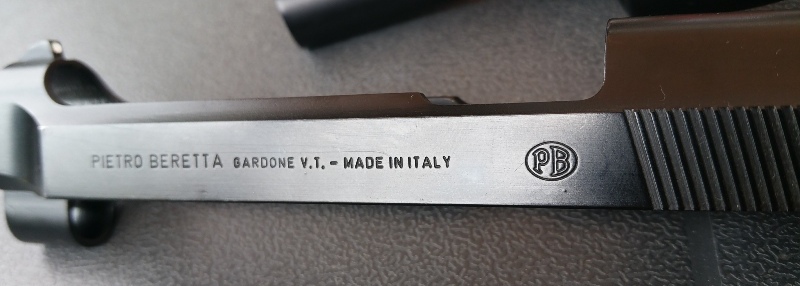 PIETRO BERETTA GARDONE V.T. - MADE IN ITALY
PB